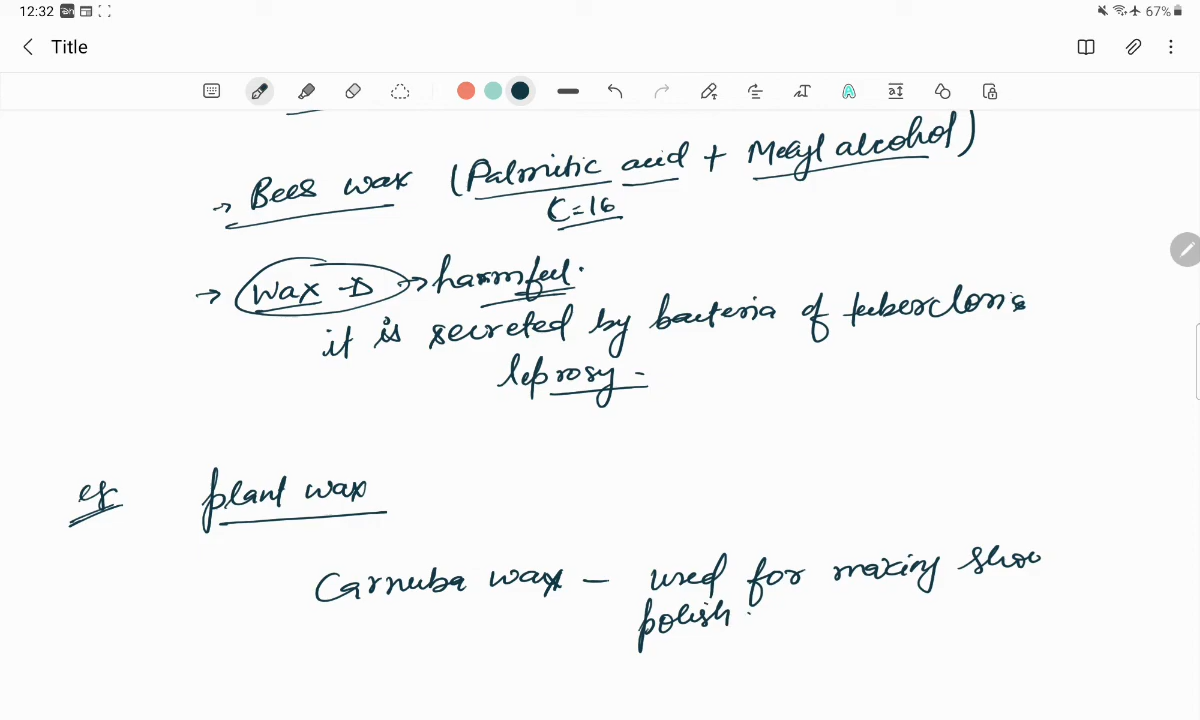 12:32 67%
Title
→ Bees wax (Palmitic acid + Mecyl alcohol)
C=16
→ Wax - D → harmful.
it is secreted by bacteria of tuberclosis
leprosy -
eg plant wax
Carnuba wax - used for making shoe
polish.